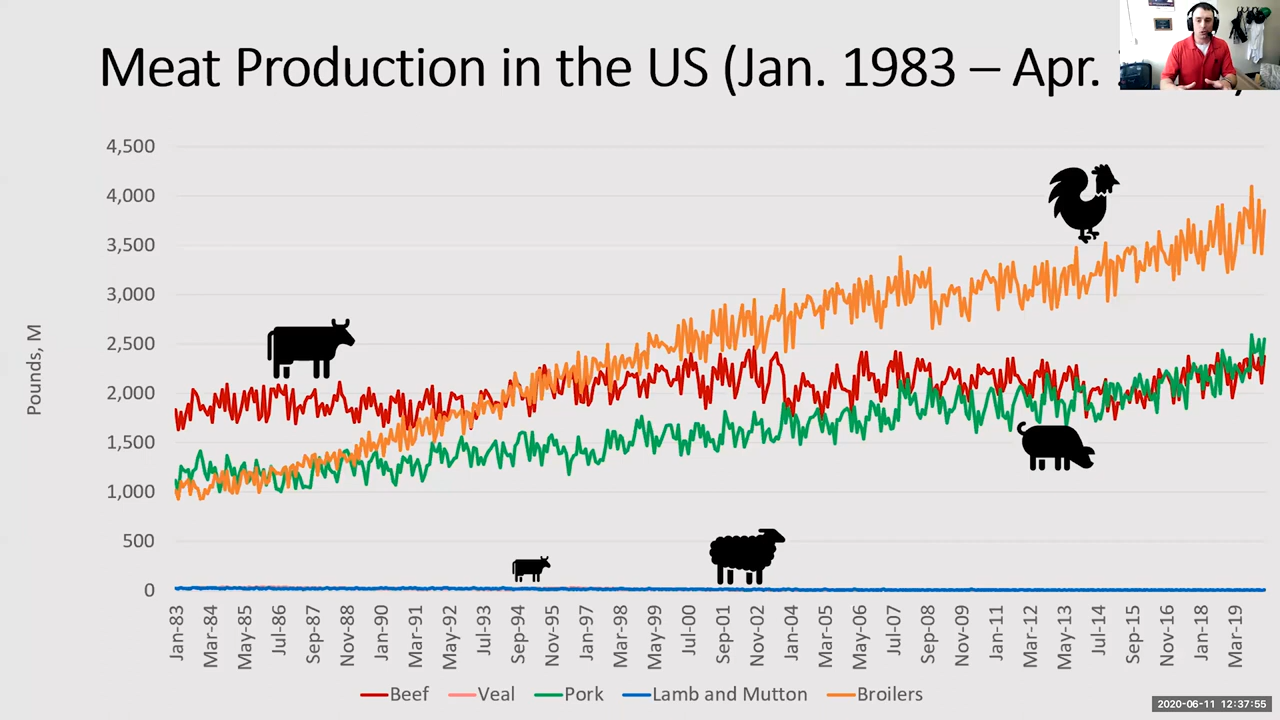 Meat Production in the US (Jan. 1983 – Apr.
4,500
4,000
3,500
3,000
2,500
2,000
1,500
1,000
500
0
Pounds, M
Jan-83 Mar-84 May-85 Jul-86 Sep-87 Nov-88 Jan-90 Mar-91 May-92 Jul-93 Sep-94 Nov-95 Jan-97 Mar-98 May-99 Jul-00 Sep-01 Nov-02 Jan-04 Mar-05 May-06 Jul-07 Sep-08 Nov-09 Jan-11 Mar-12 May-13 Jul-14 Sep-15 Nov-16 Jan-18 Mar-19
Beef Veal Pork Lamb and Mutton Broilers
2020-06-11 12:37:55